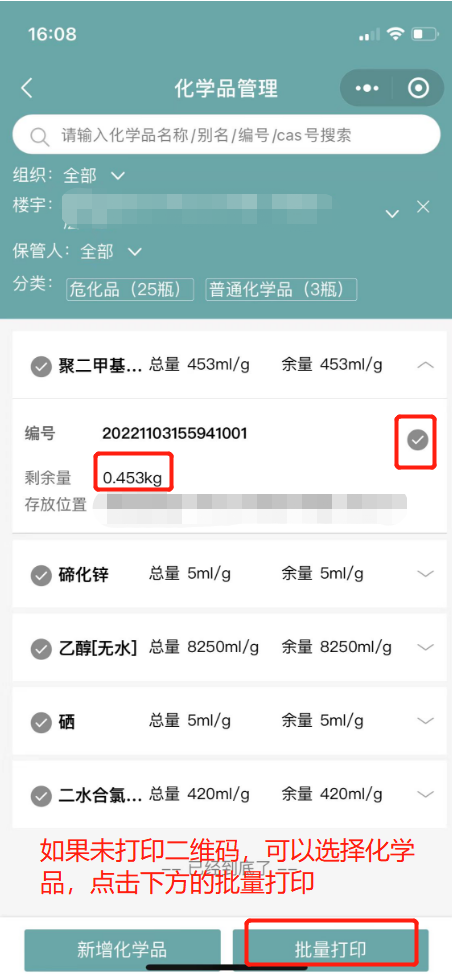 16:08
化学品管理
请输入化学品名称/别名/编号/cas号搜索
组织: 全部
楼宇:
保管人: 全部
分类: 危化品（25瓶） 普通化学品（3瓶）
聚二甲基... 总量 453ml/g 余量 453ml/g
编号 20221103155941001
剩余量 0.453kg
存放位置
碲化锌 总量 5ml/g 余量 5ml/g
乙醇[无水] 总量 8250ml/g 余量 8250ml/g
硒 总量 5ml/g 余量 5ml/g
二水合氯... 总量 420ml/g 余量 420ml/g
如果未打印二维码，可以选择化学
-- 已经到底了 --
品，点击下方的批量打印
新增化学品 批量打印